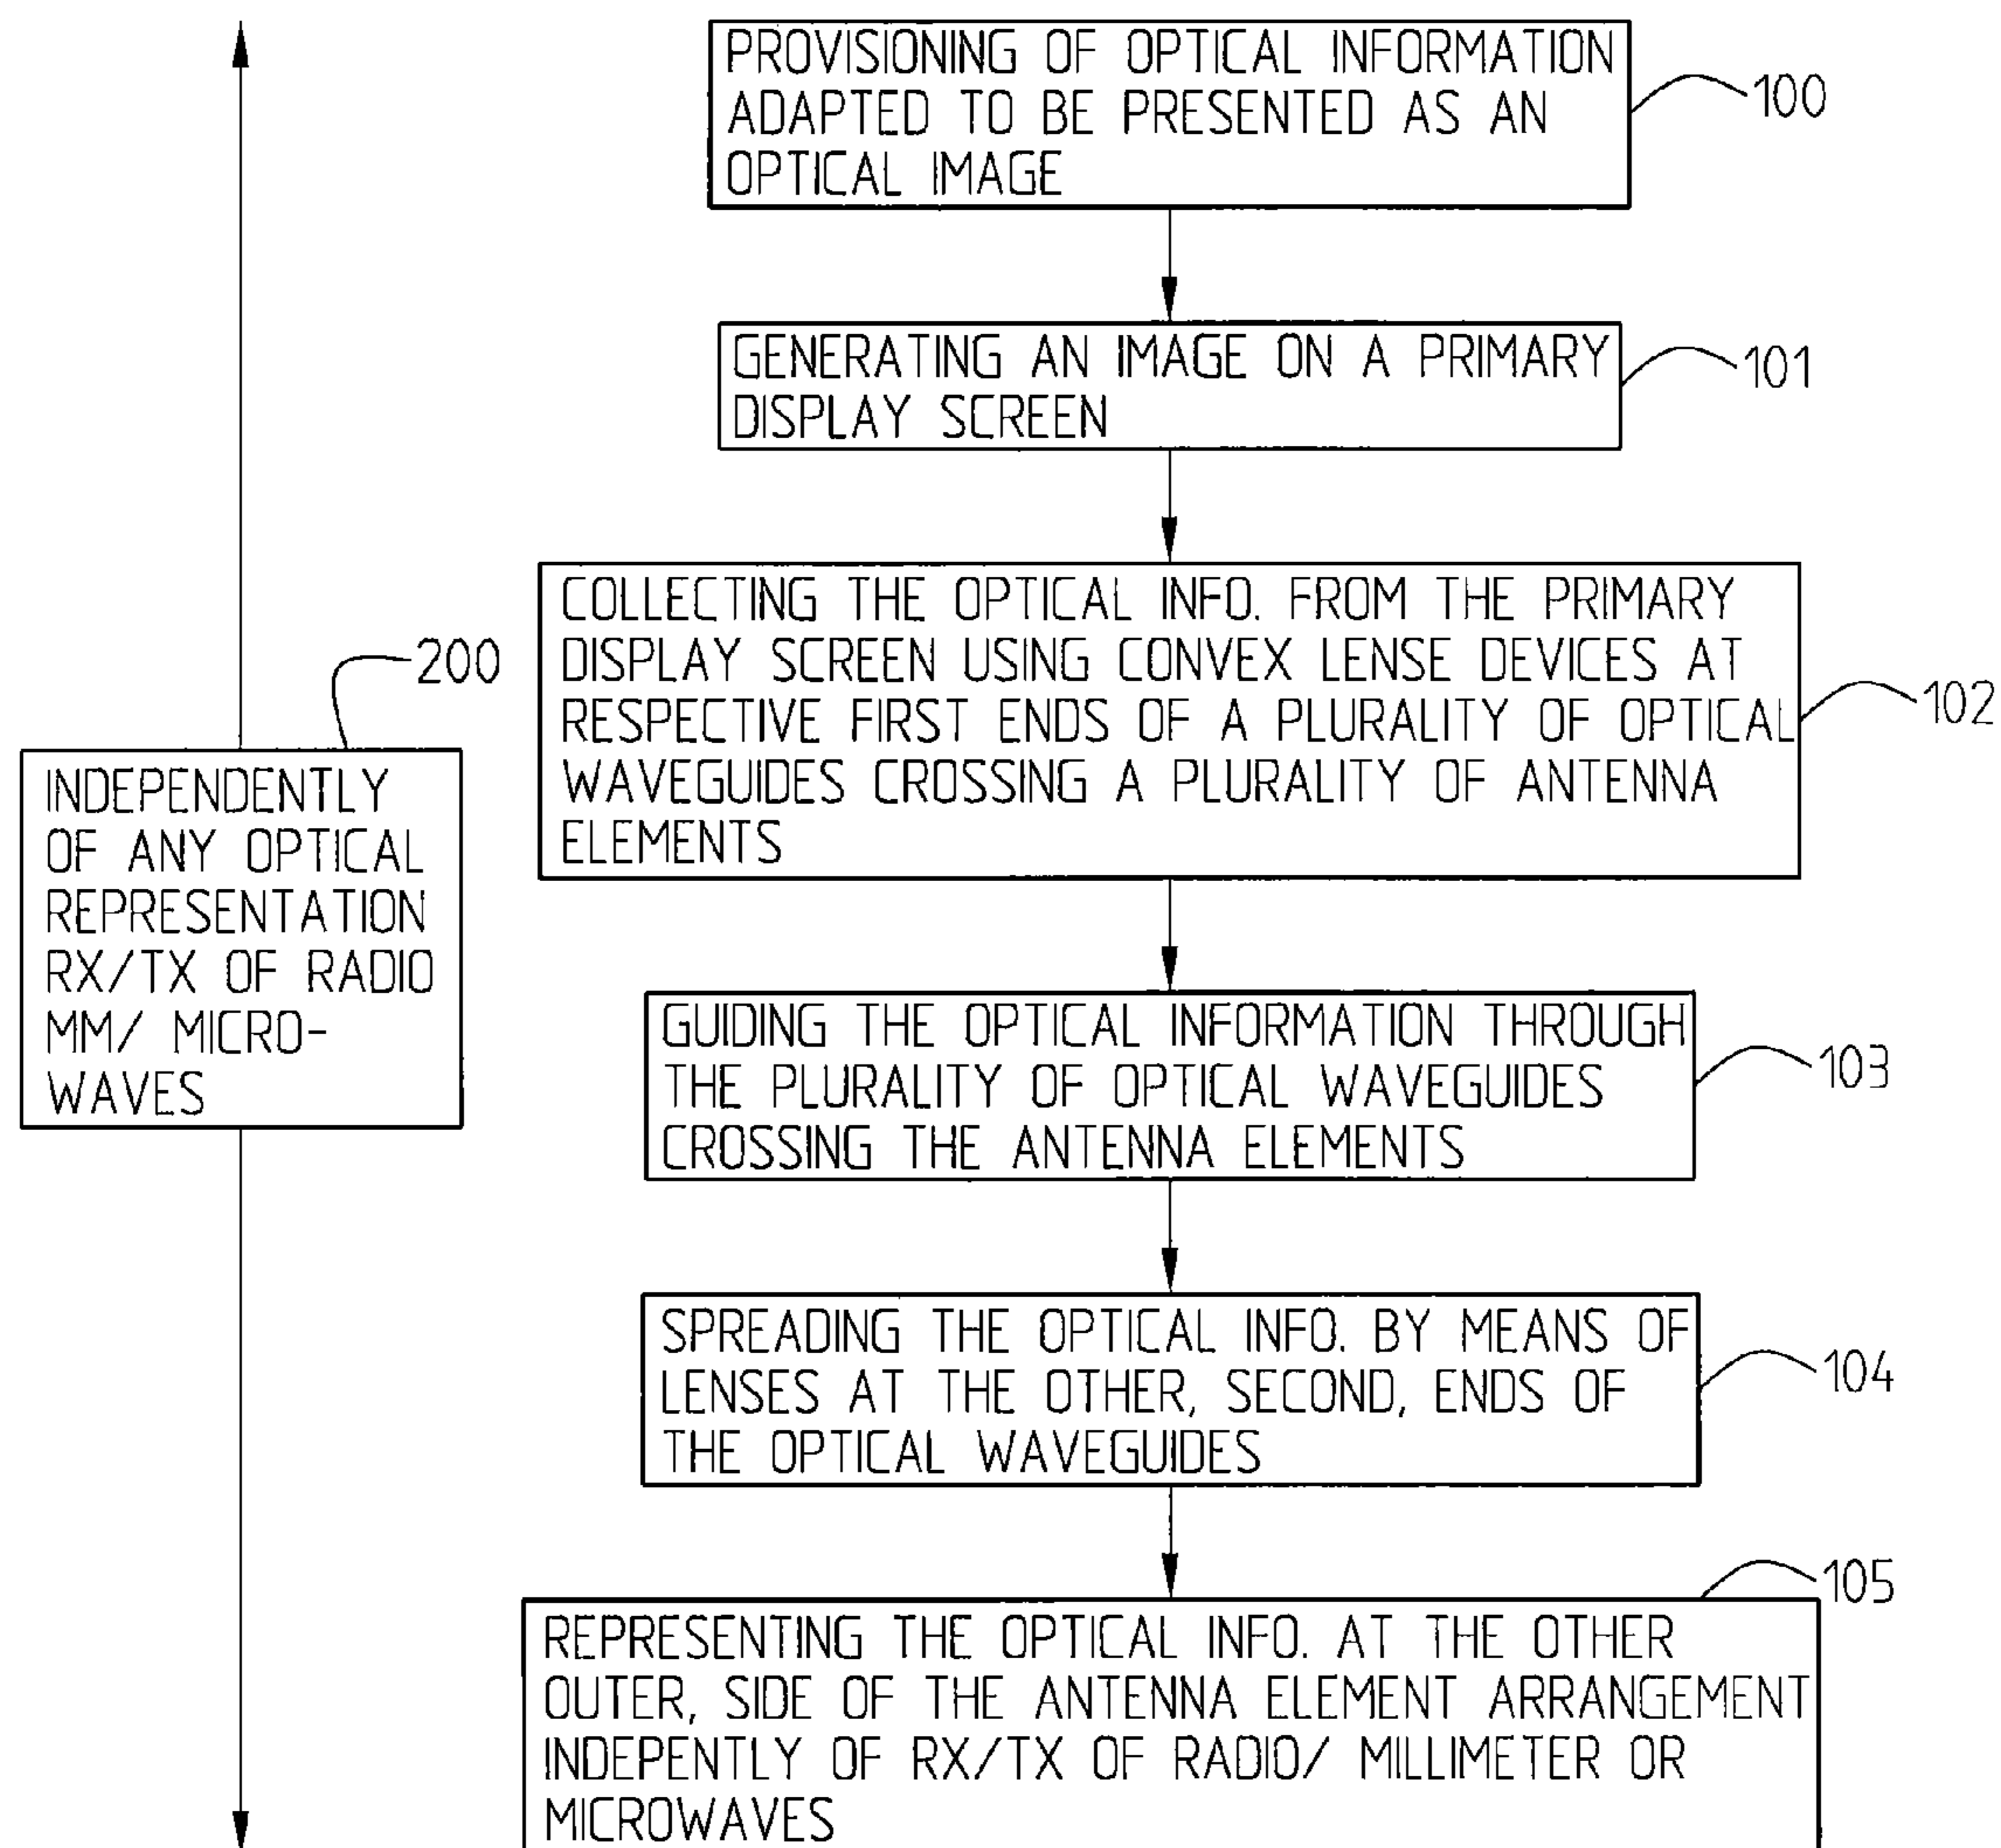 PROVISIONING OF OPTICAL INFORMATION
ADAPTED TO BE PRESENTED AS AN
OPTICAL IMAGE
100
GENERATING AN IMAGE ON A PRIMARY
DISPLAY SCREEN
101
COLLECTING THE OPTICAL INFO. FROM THE PRIMARY
DISPLAY SCREEN USING CONVEX LENSE DEVICES AT
RESPECTIVE FIRST ENDS OF A PLURALITY OF OPTICAL
WAVEGUIDES CROSSING A PLURALITY OF ANTENNA
ELEMENTS
102
200
INDEPENDENTLY
OF ANY OPTICAL
REPRESENTATION
RX/TX OF RADIO
MM/ MICRO-
WAVES
GUIDING THE OPTICAL INFORMATION THROUGH
THE PLURALITY OF OPTICAL WAVEGUIDES
CROSSING THE ANTENNA ELEMENTS
103
SPREADING THE OPTICAL INFO. BY MEANS OF
LENSES AT THE OTHER, SECOND, ENDS OF
THE OPTICAL WAVEGUIDES
104
105
REPRESENTING THE OPTICAL INFO. AT THE OTHER
OUTER, SIDE OF THE ANTENNA ELEMENT ARRANGEMENT
INDEPENTLY OF RX/TX OF RADIO/ MILLIMETER OR
MICROWAVES